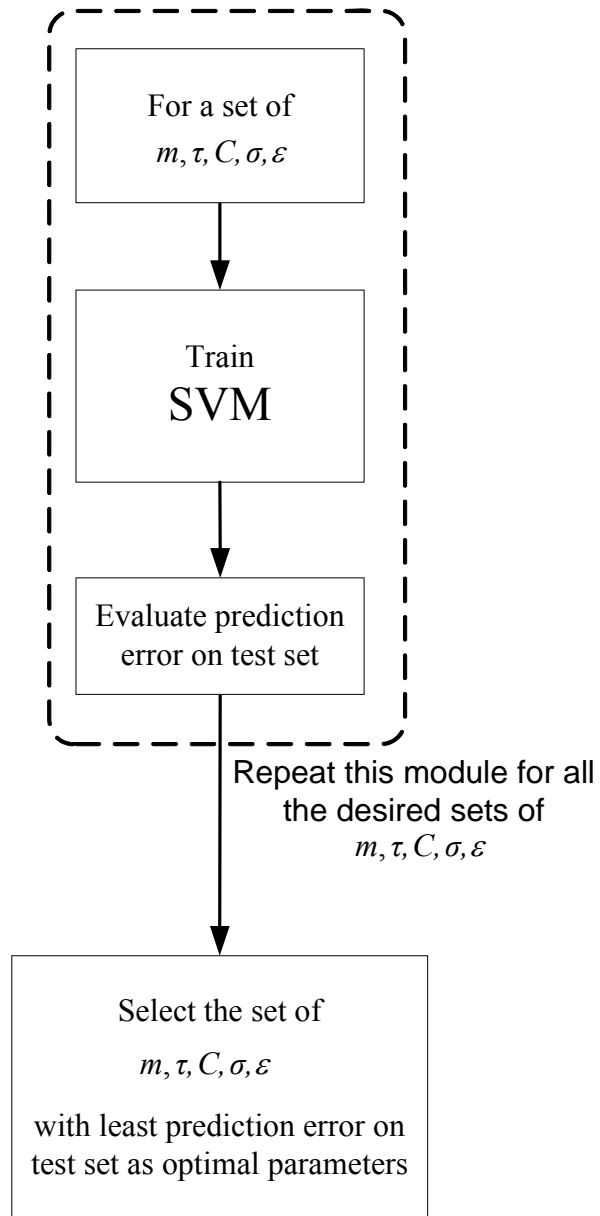 For a set of
m, τ, C, σ, ε
Train
SVM
Evaluate prediction
error on test set
Repeat this module for all
the desired sets of
m, τ, C, σ, ε
Select the set of
m, τ, C, σ, ε
with least prediction error on
test set as optimal parameters